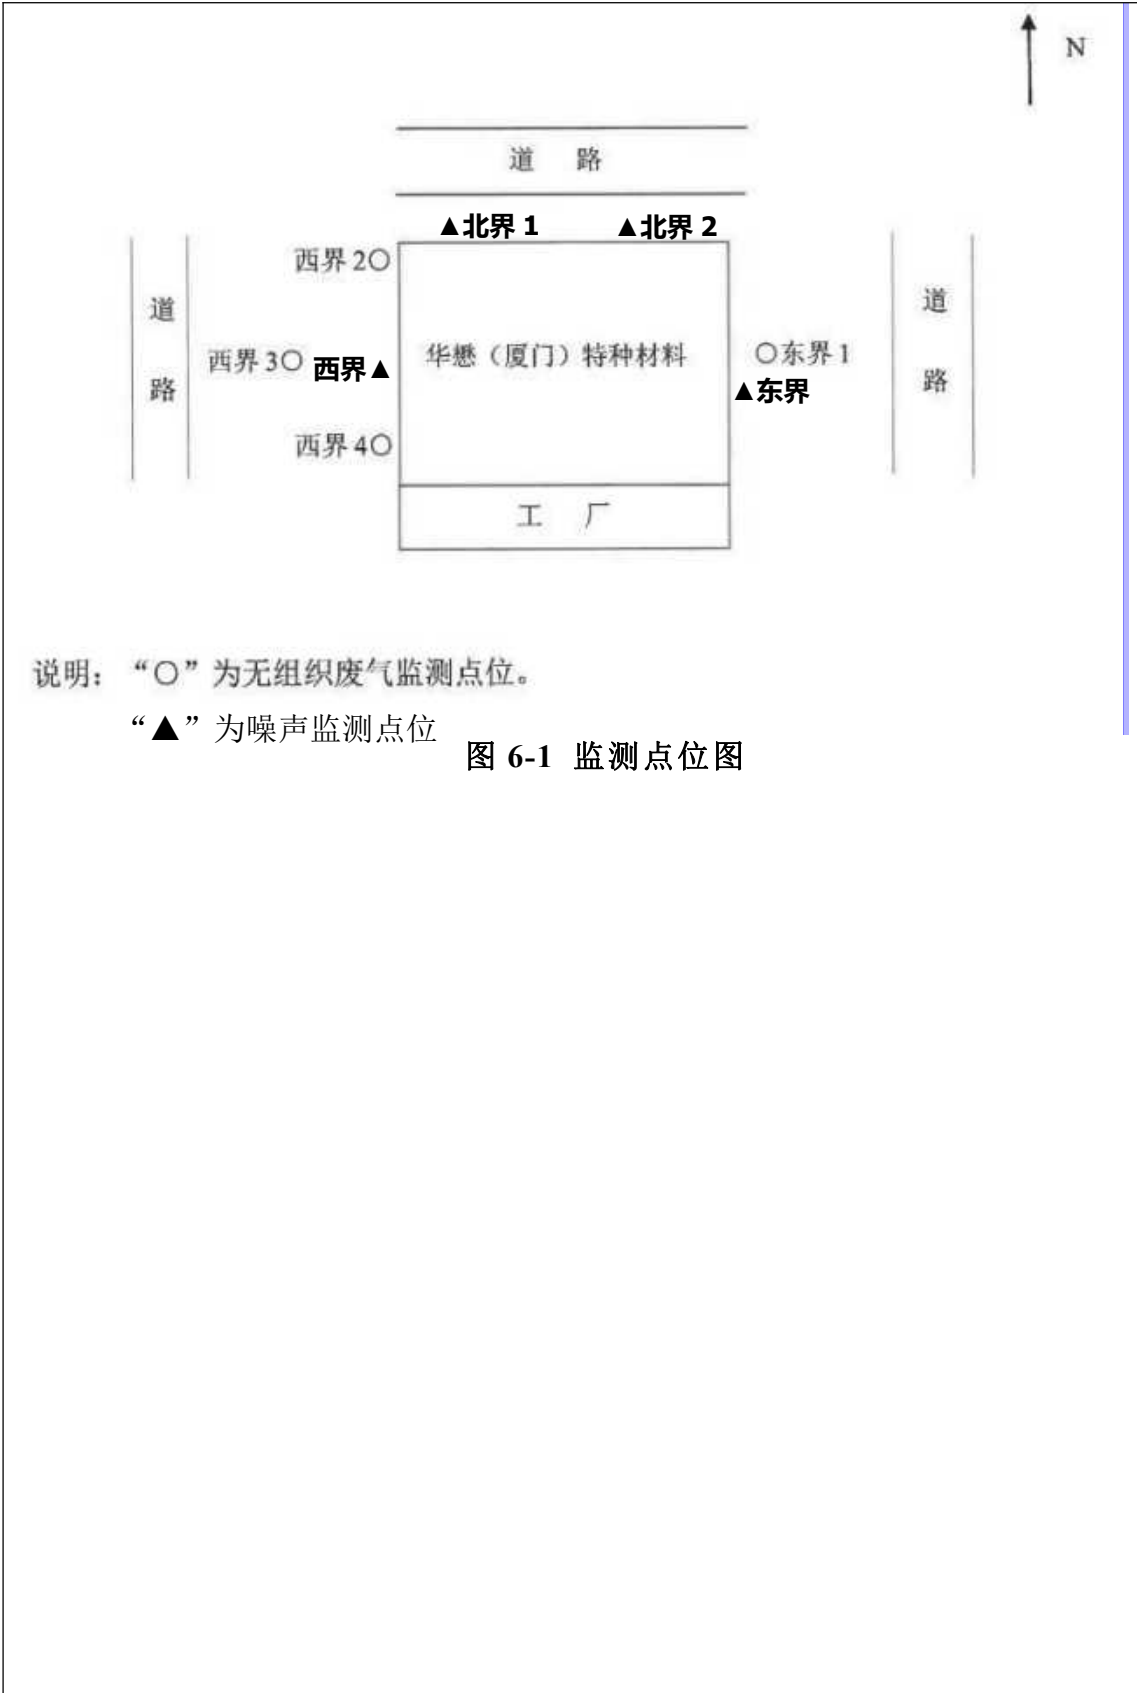 N
道 路
▲北界 1 ▲北界 2
西界 2○
道 路
西界 3○ 西界▲
华懋（厦门）特种材料
○东界 1
▲东界
道 路
西界 4○
工 厂
说明：“○”为无组织废气监测点位。
“▲”为噪声监测点位
图 6-1 监测点位图